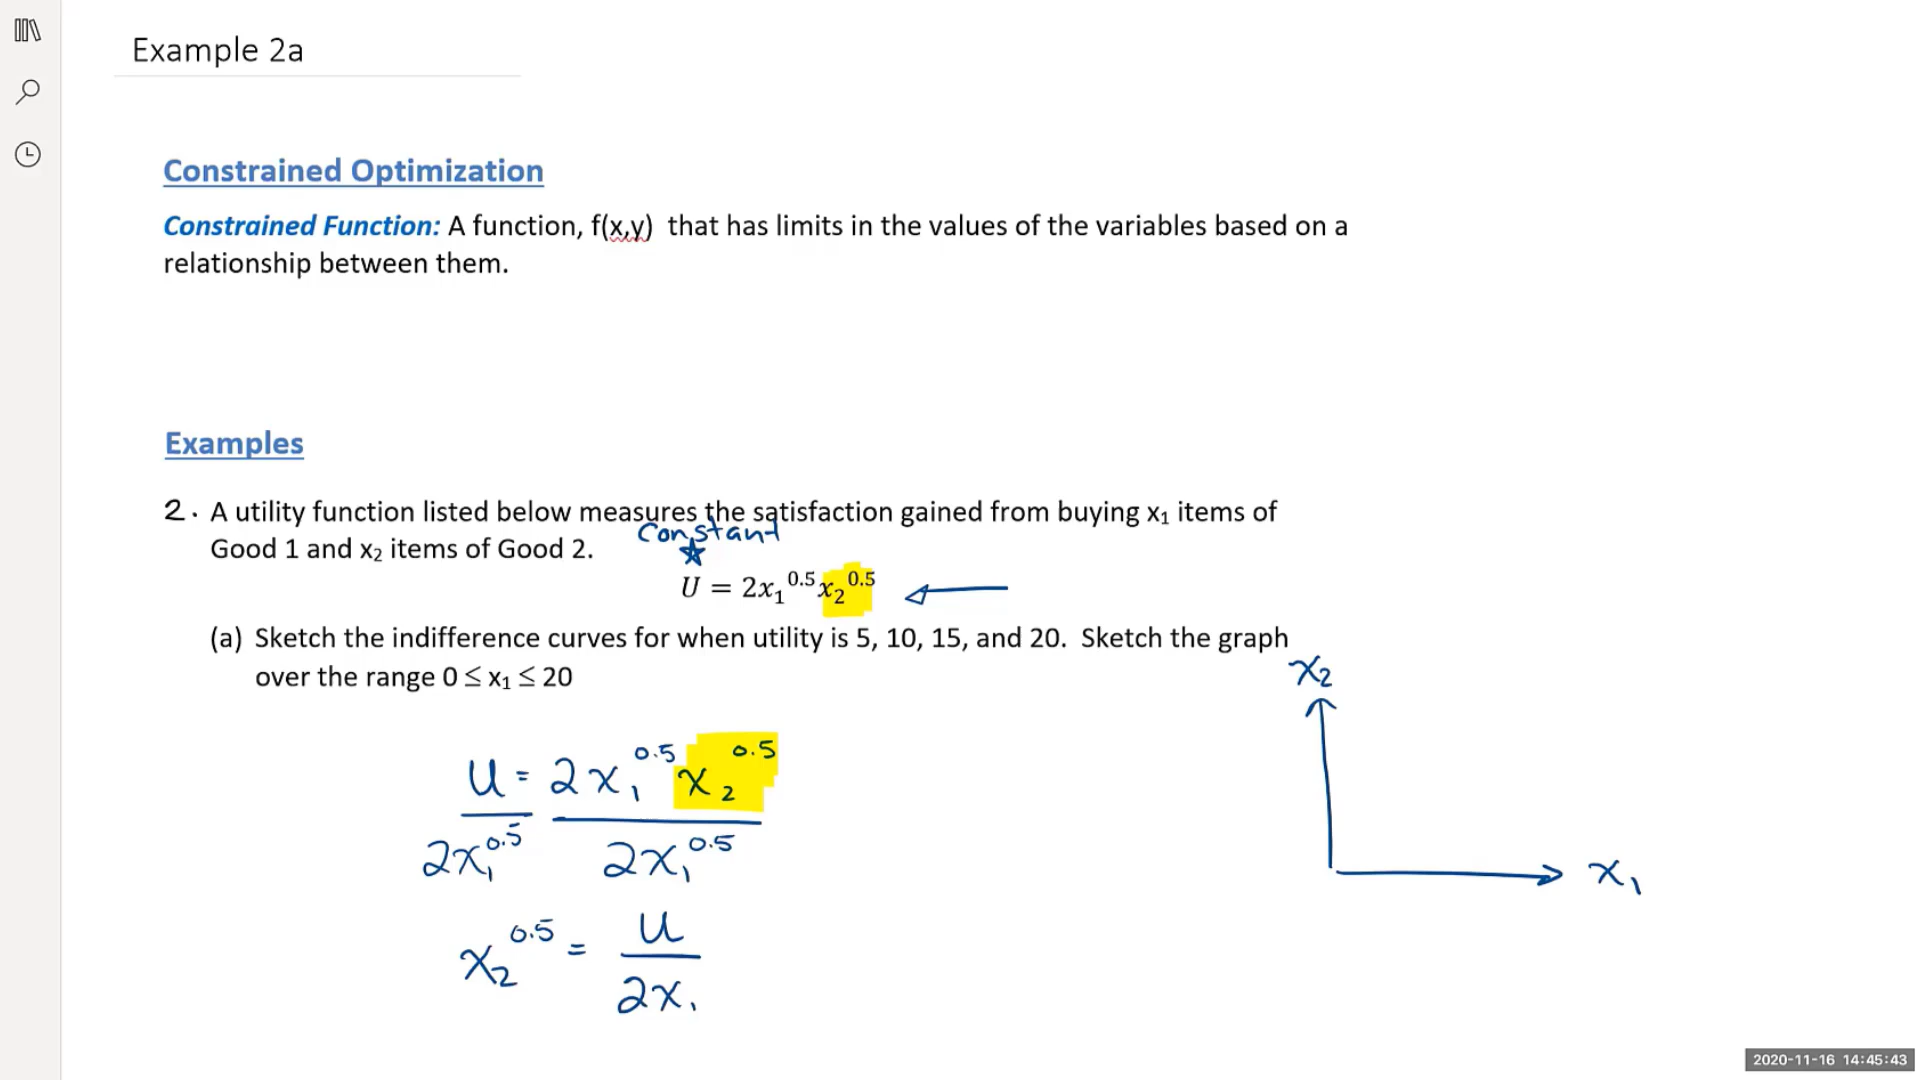 Example 2a
Constrained Optimization
Constrained Function: A function, f(x,y) that has limits in the values of the variables based on a
relationship between them.
Examples
2. A utility function listed below measures the satisfaction gained from buying x₁ items of
Good 1 and x₂ items of Good 2.
constant
U = 2x₁^0.5 x₂^0.5
(a) Sketch the indifference curves for when utility is 5, 10, 15, and 20. Sketch the graph
over the range 0 ≤ x₁ ≤ 20
x₂
U = 2x₁^0.5 x₂^0.5
2x₁^0.5 2x₁^0.5
x₁
x₂^0.5 = U
2x₁
2020-11-16 14:45:43